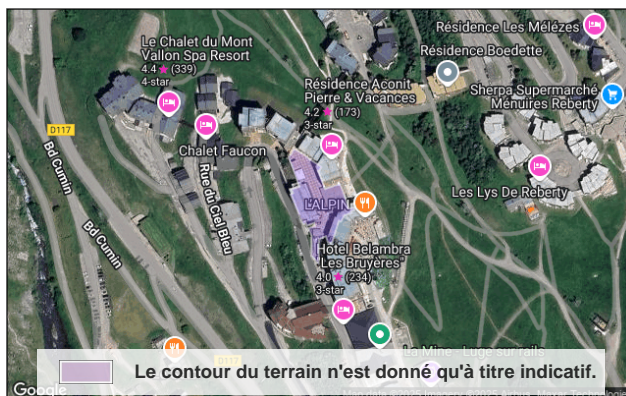 Résidence Les Mélézes
Le Chalet du Mont
Vallon Spa Resort
4.4 ★ (339)
4-star
Résidence Boedette
Résidence Aconit
Pierre & Vacances
4.2 ★ (173)
3-star
Sherpa Supermarché
Ménuires Reberty
D117
Chalet Faucon
Bd Cumin
Rue du Ciel Bleu
Les Lys De Reberty
L'ALPIN
Bd Cumin
Hotel Belambra
"Les Bruyères"
4.0 ★ (234)
3-star
La Mine - Luge sur rails
D117
Le contour du terrain n'est donné qu'à titre indicatif.
Google